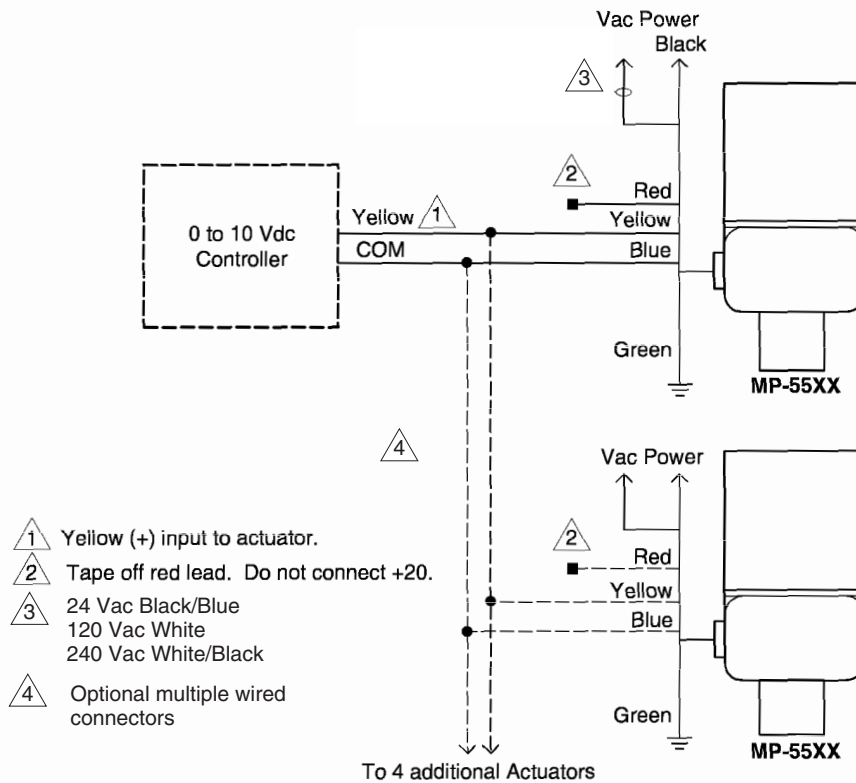 Vac Power
Black
3
2
Red
Yellow 1
Yellow
0 to 10 Vdc
Controller
COM
Blue
Green
MP-55XX
4
Vac Power
2
Red
Yellow
Blue
Green
MP-55XX
To 4 additional Actuators
1 Yellow (+) input to actuator.
2 Tape off red lead. Do not connect +20.
3 24 Vac Black/Blue
120 Vac White
240 Vac White/Black
4 Optional multiple wired
connectors